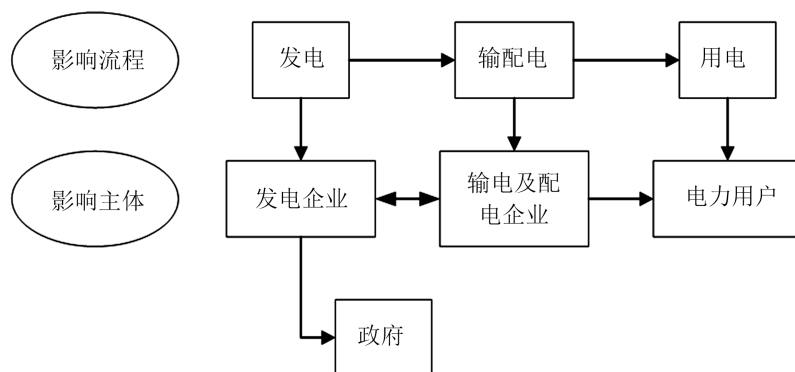 影响流程
发电
输配电
用电
影响主体
发电企业
输电及配
电企业
电力用户
政府